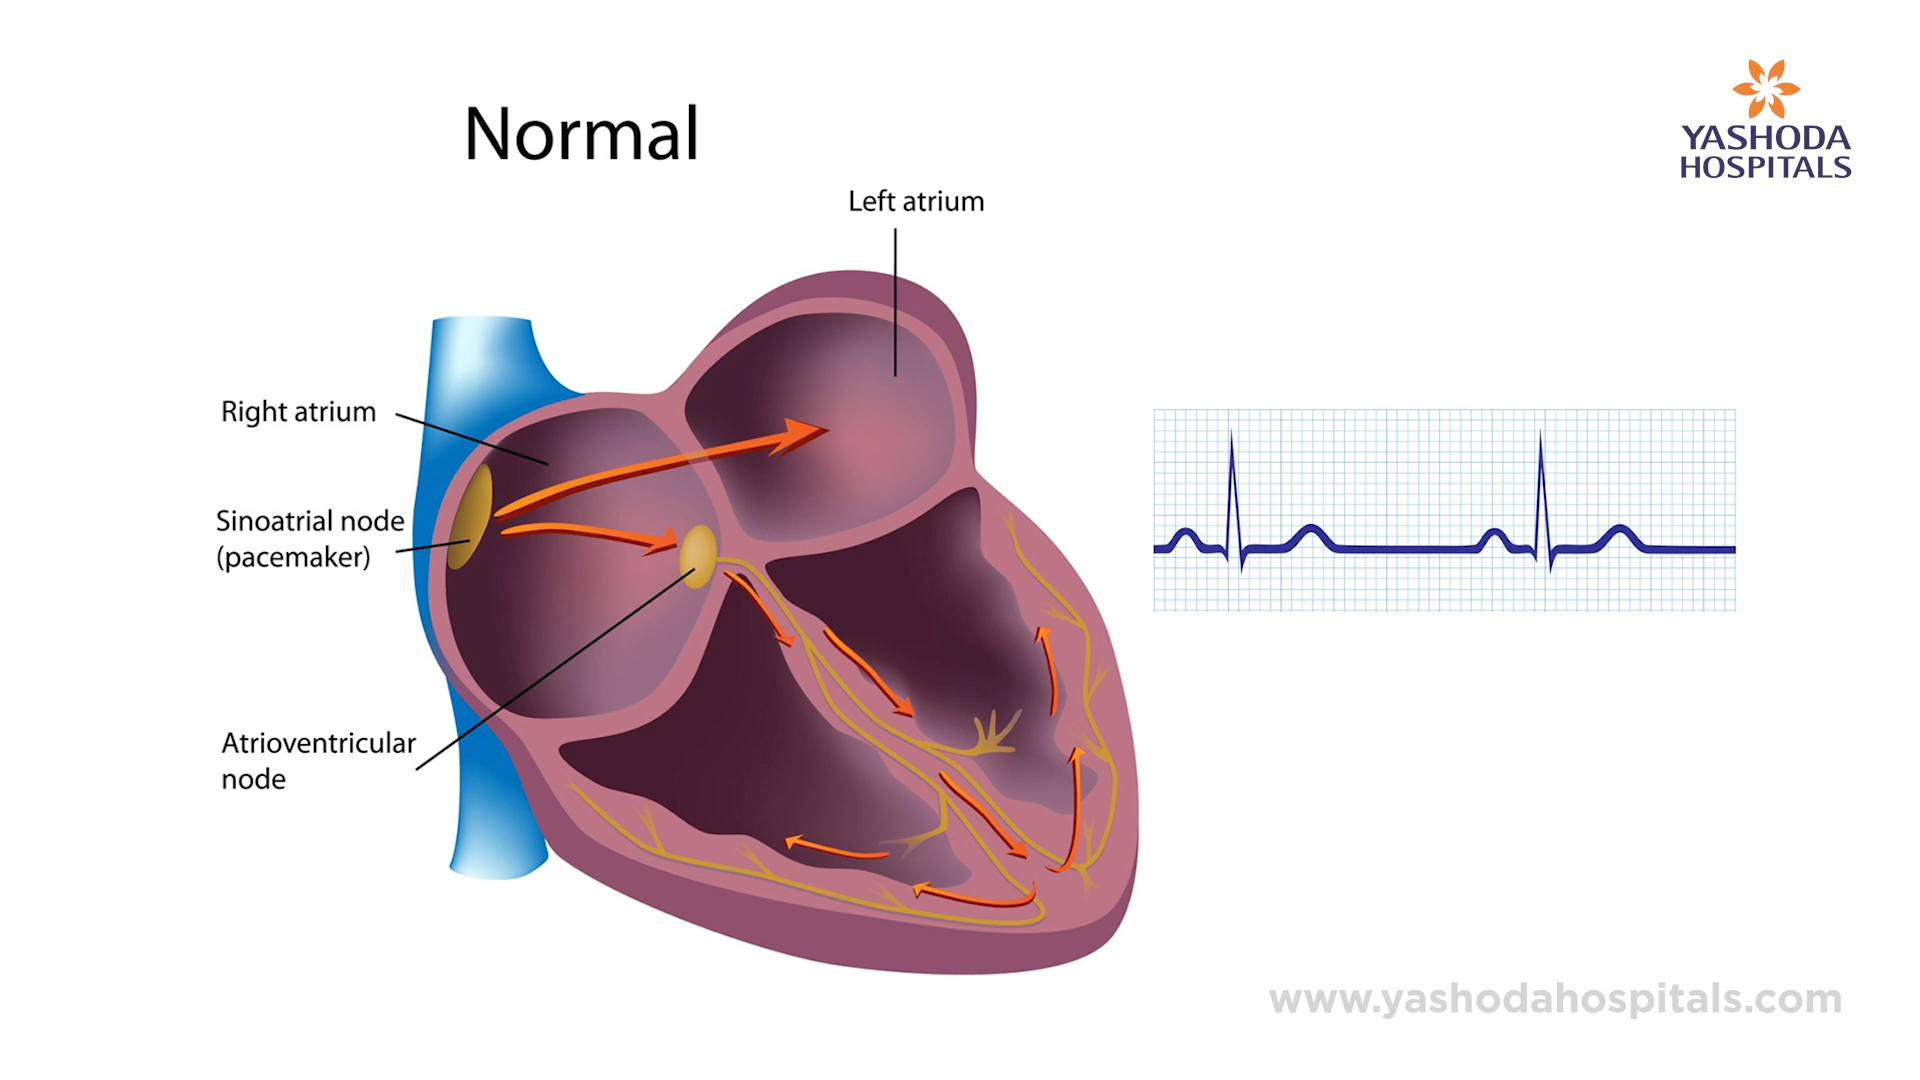 Normal
YASHODA
HOSPITALS
Left atrium
Right atrium
Sinoatrial node
(pacemaker)
Atrioventricular
node
www.yashodahospitals.com